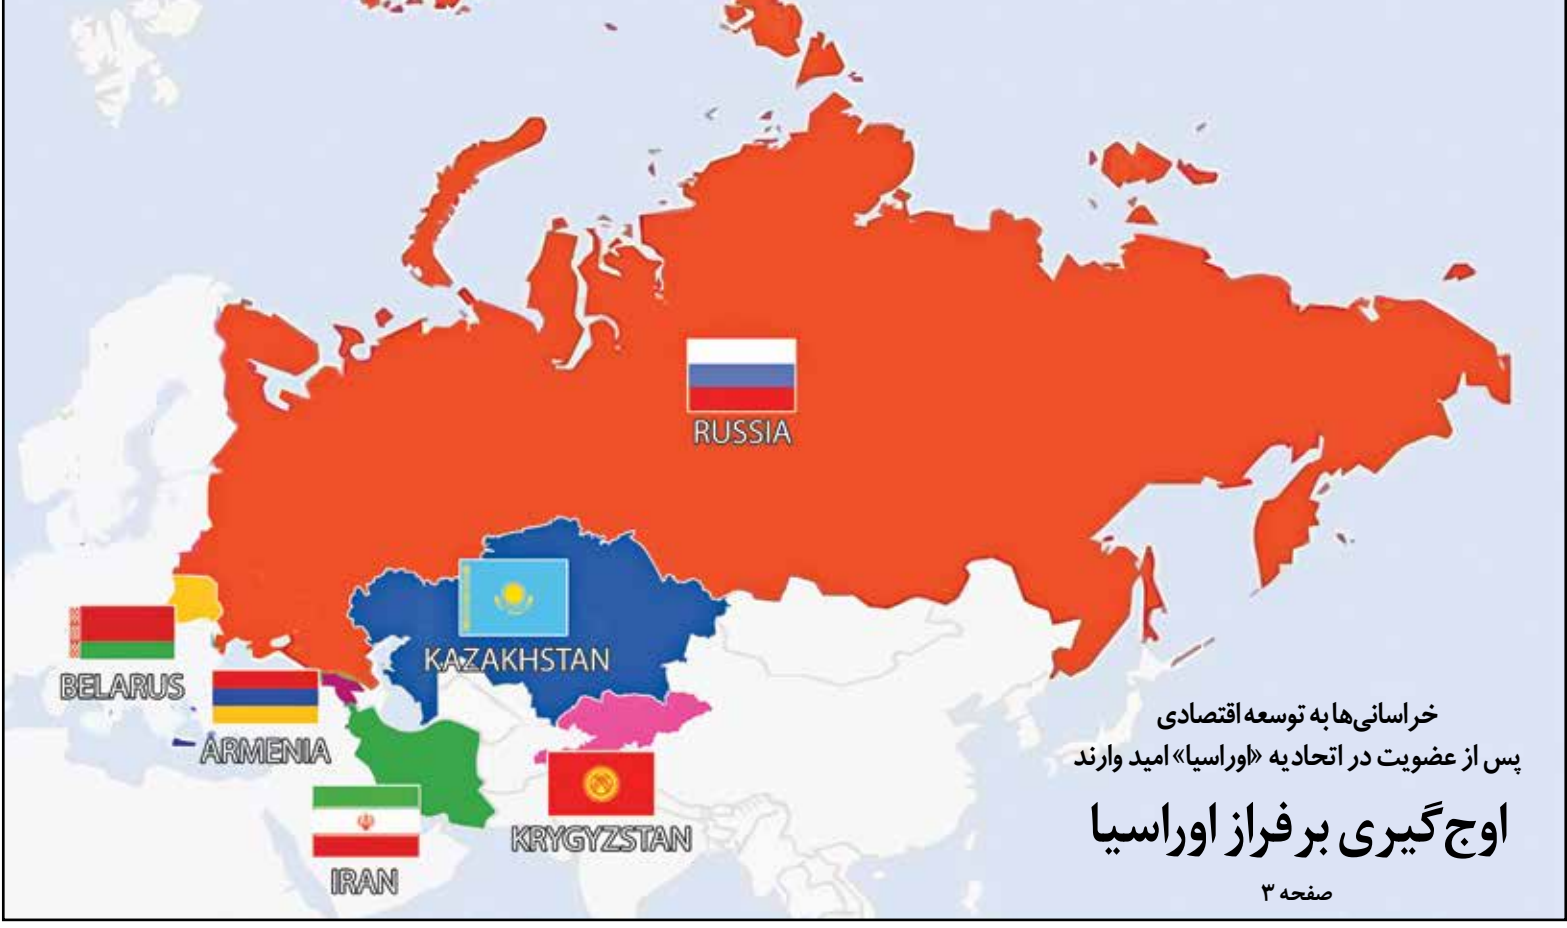 RUSSIA
KAZAKHSTAN
BELARUS
ARMENIA
IRAN
KRYGYZSTAN
خراسانی‌ها به توسعه اقتصادی
پس از عضویت در اتحادیه «اوراسیا» امید وارند
اوج‌گیری بر فراز اوراسیا
صفحه ۳